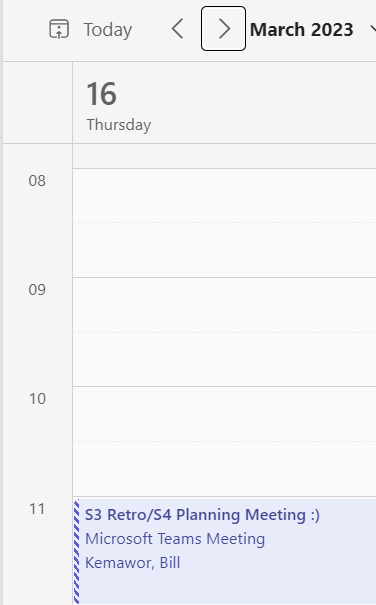 Today
March 2023
16
Thursday
08
09
10
11
S3 Retro/S4 Planning Meeting :)
Microsoft Teams Meeting
Kemawor, Bill